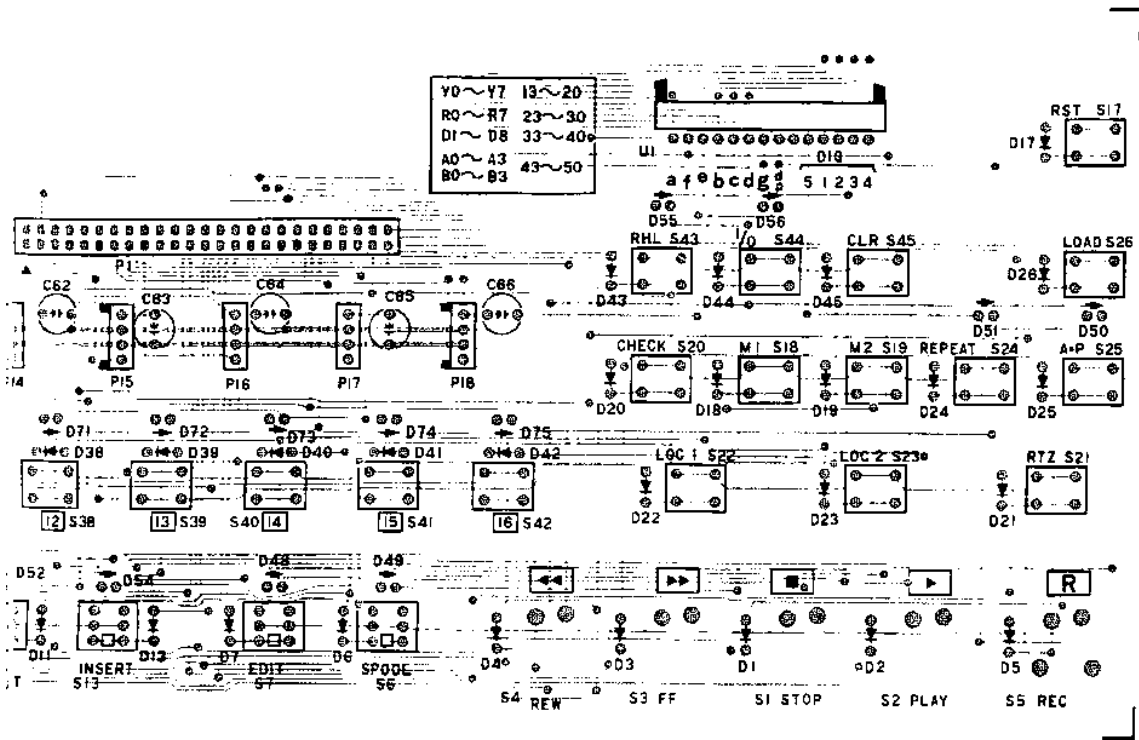 Y0～Y7 13～20
R0～R7 23～30
D1～D8 33～40
A0～A3
B0～B3 43～50
U1
D10
a f e b c d g dp 5 1 2 3 4
D55 D56
RST S17
D17
P1
RHL S43
I/O S44
CLR S45
LOAD S26
D43 D44 D45 D26
C62 C63 C64 C65 C66
D51 D50
P14 P15 P16 P17 P18
CHECK S20 M1 S18 M2 S19 REPEAT S24 A•P S25
D20 D18 D19 D24 D25
D71 D72 D73 D74 D75
D38 D39 D40 D41 D42
LOC 1 S22 LOC 2 S23 RTZ S21
D22 D23 D21
12 S38 13 S39 S40 14 15 S41 16 S42
D52 D54 D48 D49
R
D11 D13 D7 D6 D4 D3 D1 D2 D5
INSERT EDIT SPOOL
T S13 S7 S6
S4 REW S3 FF S1 STOP S2 PLAY S5 REC